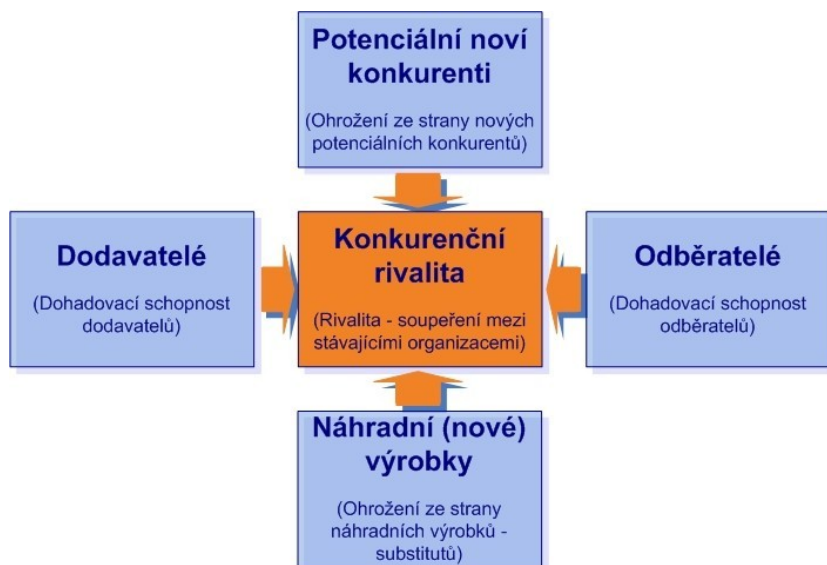 Potenciální noví
konkurenti
(Ohrožení ze strany nových
potenciálních konkurentů)
Dodavatelé
(Dohadovací schopnost
dodavatelů)
Konkurenční
rivalita
(Rivalita - soupeření mezi
stávajícími organizacemi)
Odběratelé
(Dohadovací schopnost
odběratelů)
Náhradní (nové)
výrobky
(Ohrožení ze strany
náhradních výrobků -
substitutů)